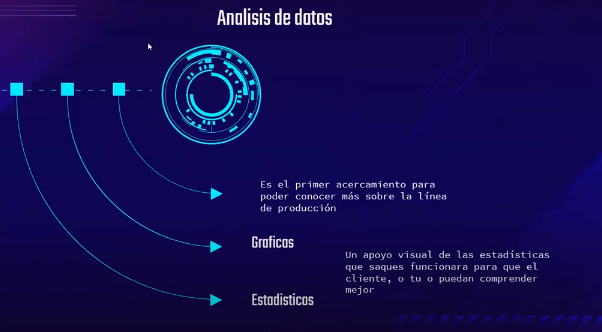 Analisis de datos
Es el primer acercamiento para
poder conocer más sobre la línea
de producción
Graficas
Un apoyo visual de las estadísticas
que saques funcionara para que el
cliente, o tu o puedan comprender
mejor
Estadisticas